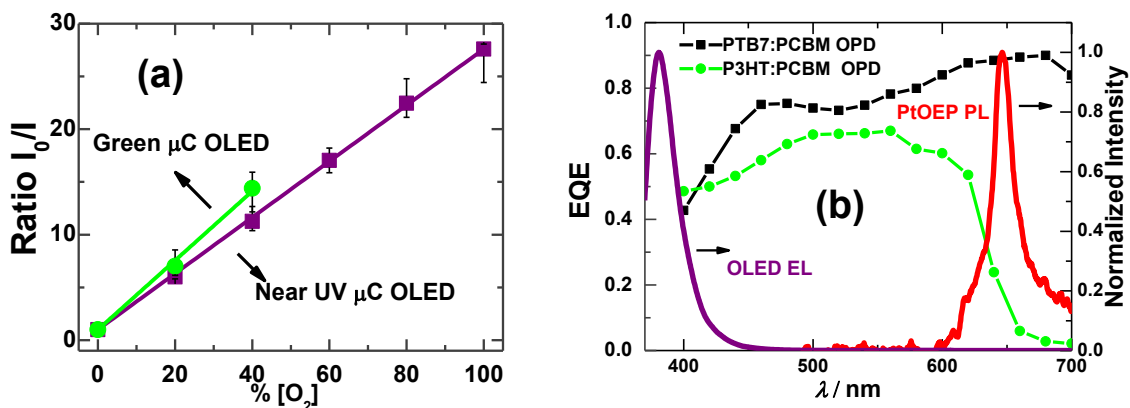 (a)
Ratio I₀/I
30
20
10
0
Green μC OLED
Near UV μC OLED
0 20 40 60 80 100
% [O₂]
(b)
EQE
1.0
0.8
0.6
0.4
0.2
0.0
PTB7:PCBM OPD
P3HT:PCBM OPD
PtOEP PL
OLED EL
1.0
0.8
0.6
0.4
0.2
0.0
Normalized Intensity
400 500 600 700
λ / nm